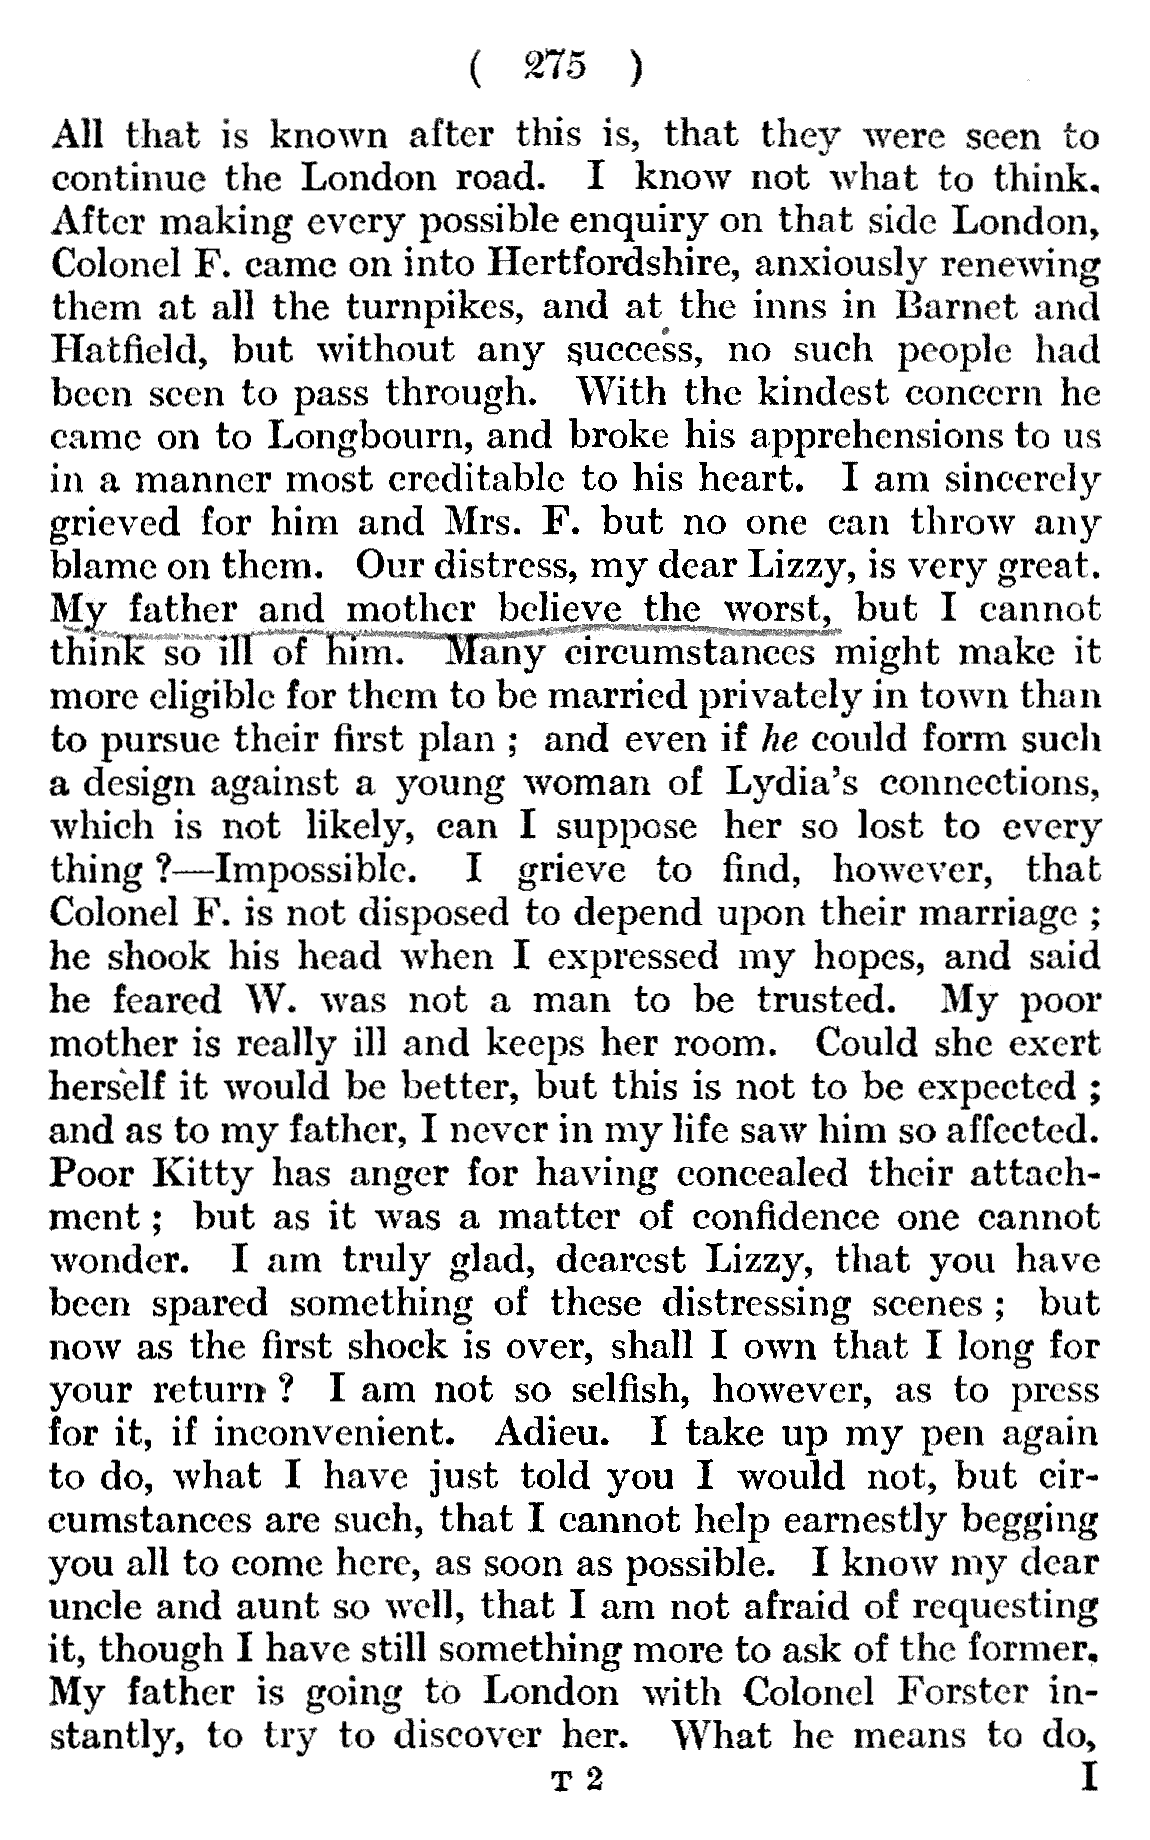 ( 275 )
All that is known after this is, that they were seen to
continue the London road. I know not what to think.
After making every possible enquiry on that side London,
Colonel F. came on into Hertfordshire, anxiously renewing
them at all the turnpikes, and at the inns in Barnet and
Hatfield, but without any success, no such people had
been seen to pass through. With the kindest concern he
came on to Longbourn, and broke his apprehensions to us
in a manner most creditable to his heart. I am sincerely
grieved for him and Mrs. F. but no one can throw any
blame on them. Our distress, my dear Lizzy, is very great.
My father and mother believe the worst, but I cannot
think so ill of him. Many circumstances might make it
more eligible for them to be married privately in town than
to pursue their first plan ; and even if he could form such
a design against a young woman of Lydia's connections,
which is not likely, can I suppose her so lost to every
thing ?—Impossible. I grieve to find, however, that
Colonel F. is not disposed to depend upon their marriage ;
he shook his head when I expressed my hopes, and said
he feared W. was not a man to be trusted. My poor
mother is really ill and keeps her room. Could she exert
herself it would be better, but this is not to be expected ;
and as to my father, I never in my life saw him so affected.
Poor Kitty has anger for having concealed their attach-
ment ; but as it was a matter of confidence one cannot
wonder. I am truly glad, dearest Lizzy, that you have
been spared something of these distressing scenes ; but
now as the first shock is over, shall I own that I long for
your return ? I am not so selfish, however, as to press
for it, if inconvenient. Adieu. I take up my pen again
to do, what I have just told you I would not, but cir-
cumstances are such, that I cannot help earnestly begging
you all to come here, as soon as possible. I know my dear
uncle and aunt so well, that I am not afraid of requesting
it, though I have still something more to ask of the former.
My father is going to London with Colonel Forster in-
stantly, to try to discover her. What he means to do,
T 2 I